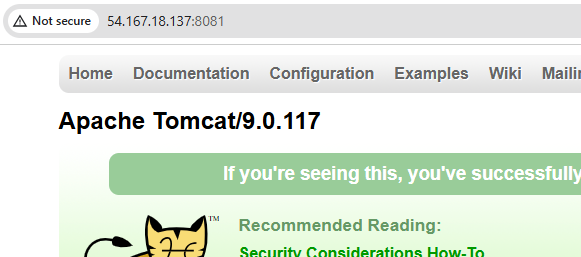 Not secure 54.167.18.137:8081
Home Documentation Configuration Examples Wiki
Apache Tomcat/9.0.117
If you're seeing this, you've successfully
TM
Recommended Reading:
Security Considerations How-To